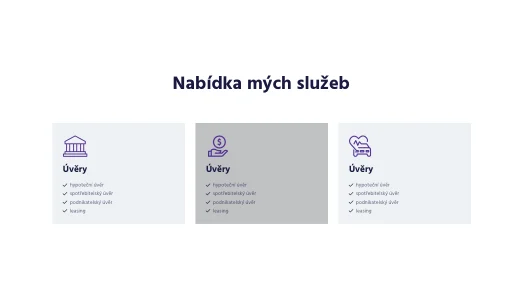 Nabídka mých služeb
Úvěry
hypoteční úvěr
spotřebitelský úvěr
podnikatelský úvěr
leasing
Úvěry
hypoteční úvěr
spotřebitelský úvěr
podnikatelský úvěr
leasing
Úvěry
hypoteční úvěr
spotřebitelský úvěr
podnikatelský úvěr
leasing